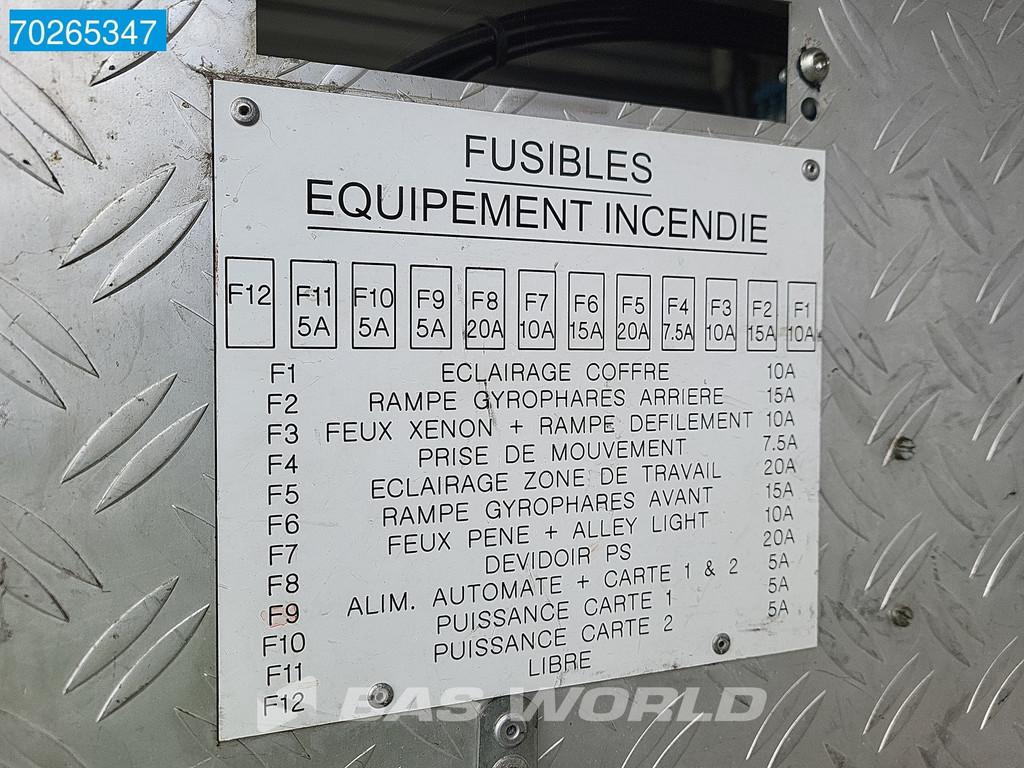 70265347
FUSIBLES
EQUIPEMENT INCENDIE
F12 F11 F10 F9 F8 F7 F6 F5 F4 F3 F2 F1
5A 5A 5A 20A 10A 15A 20A 7.5A 10A 15A 10A
F1 ECLAIRAGE COFFRE 10A
F2 RAMPE GYROPHARES ARRIERE 15A
F3 FEUX XENON + RAMPE DEFILEMENT 10A
F4 PRISE DE MOUVEMENT 7.5A
F5 ECLAIRAGE ZONE DE TRAVAIL 20A
F6 RAMPE GYROPHARES AVANT 15A
F7 FEUX PENE + ALLEY LIGHT 10A
F8 DEVIDOIR PS 20A
F9 ALIM. AUTOMATE + CARTE 1 & 2 5A
F10 PUISSANCE CARTE 1 5A
F11 PUISSANCE CARTE 2 5A
F12 LIBRE
BAS WORLD